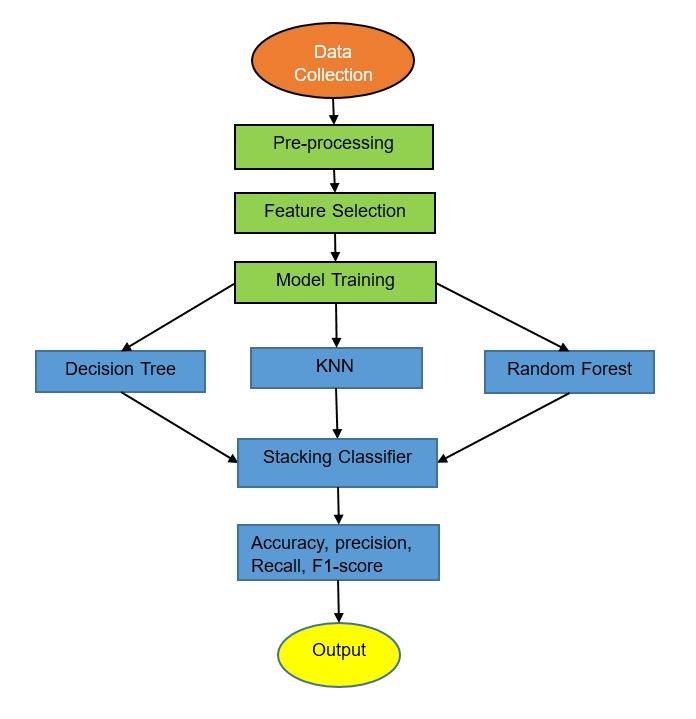 Data
Collection
Pre-processing
Feature Selection
Model Training
Decision Tree
KNN
Random Forest
Stacking Classifier
Accuracy, precision,
Recall, F1-score
Output